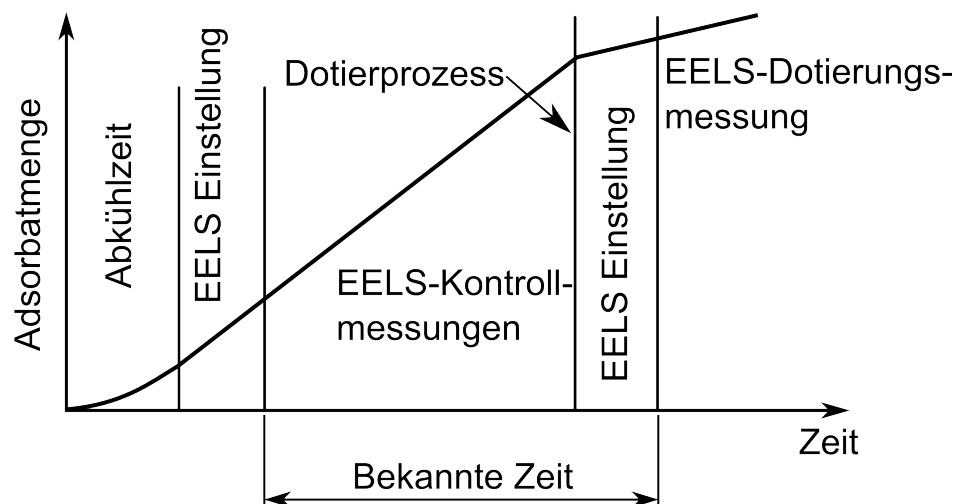 Adsorbatmenge
Abkühlzeit
EELS Einstellung
Dotierprozess
EELS-Kontroll-
messungen
EELS Einstellung
EELS-Dotierungs-
messung
Zeit
Bekannte Zeit